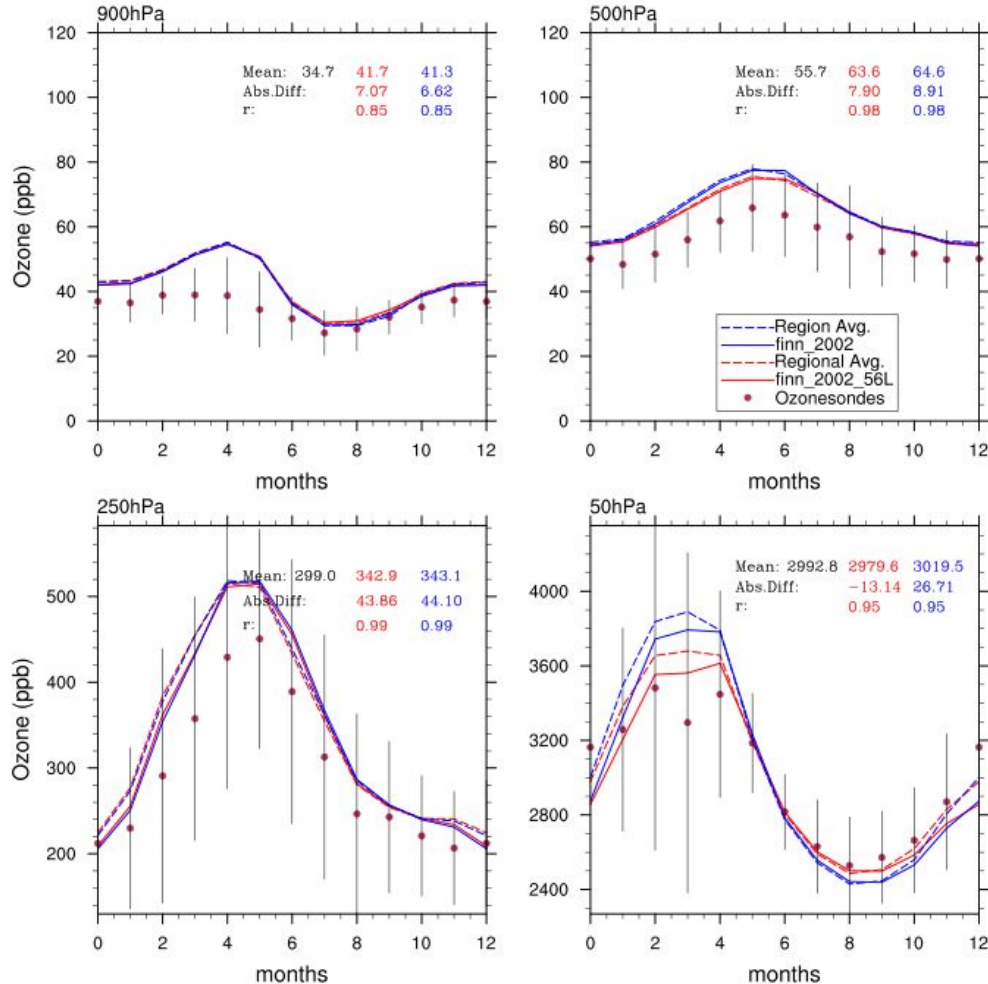 900hPa
120
100
80
60
40
20
0
Ozone (ppb)
Mean: 34.7 41.7 41.3
Abs.Diff: 7.07 6.62
r: 0.85 0.85
0 2 4 6 8 10 12
months
500hPa
120
100
80
60
40
20
0
Mean: 55.7 63.6 64.6
Abs.Diff: 7.90 8.91
r: 0.98 0.98
Region Avg.
finn_2002
Regional Avg.
finn_2002_56L
Ozonesondes
0 2 4 6 8 10 12
months
250hPa
500
400
300
200
Ozone (ppb)
Mean: 299.0 342.9 343.1
Abs.Diff: 43.86 44.10
r: 0.99 0.99
0 2 4 6 8 10 12
months
50hPa
4000
3600
3200
2800
2400
Mean: 2992.8 2979.6 3019.5
Abs.Diff: −13.14 26.71
r: 0.95 0.95
0 2 4 6 8 10 12
months